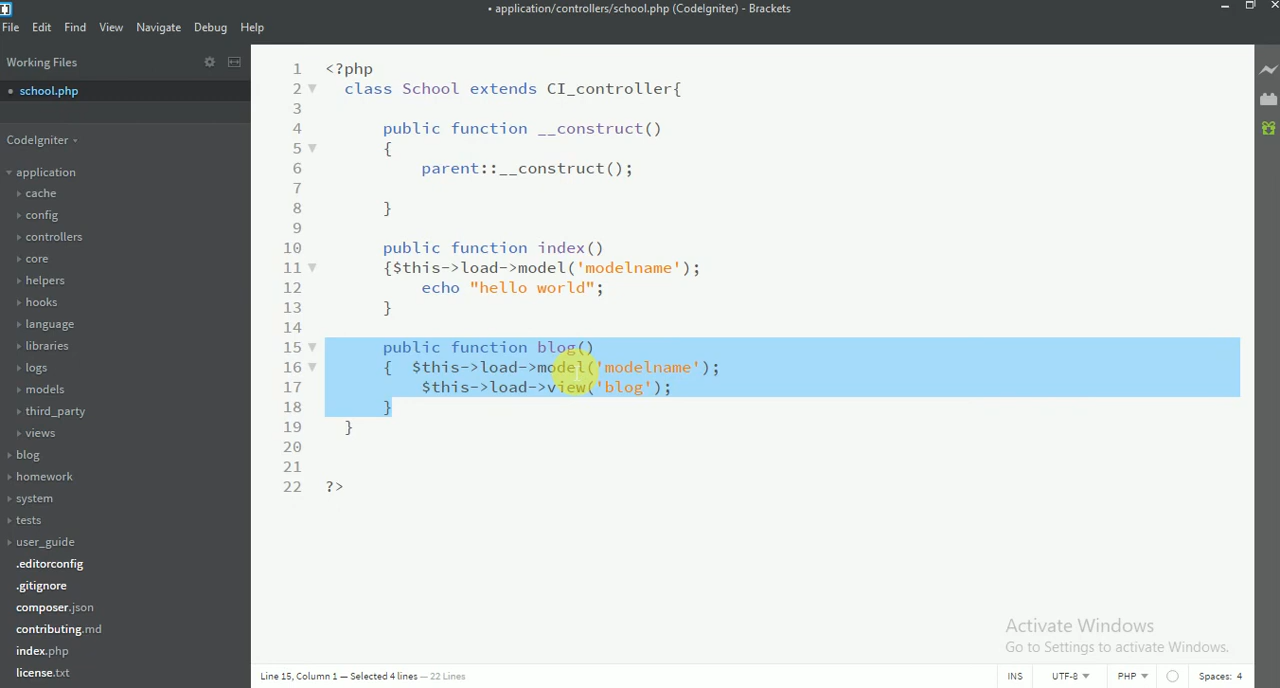 • application/controllers/school.php (CodeIgniter) - Brackets
File Edit Find View Navigate Debug Help
Working Files
• school.php
CodeIgniter
application
cache
config
controllers
core
helpers
hooks
language
libraries
logs
models
third_party
views
blog
homework
system
tests
user_guide
.editorconfig
.gitignore
composer.json
contributing.md
index.php
license.txt
1 <?php
2 class School extends CI_controller{
3
4 public function __construct()
5 {
6 parent::__construct();
7
8 }
9
10 public function index()
11 {$this->load->model('modelname');
12 echo "hello world";
13 }
14
15 public function blog()
16 { $this->load->model('modelname');
17 $this->load->view('blog');
18 }
19 }
20
21
22 ?>
Activate Windows
Go to Settings to activate Windows.
Line 15, Column 1 — Selected 4 lines — 22 Lines INS UTF-8 PHP Spaces: 4